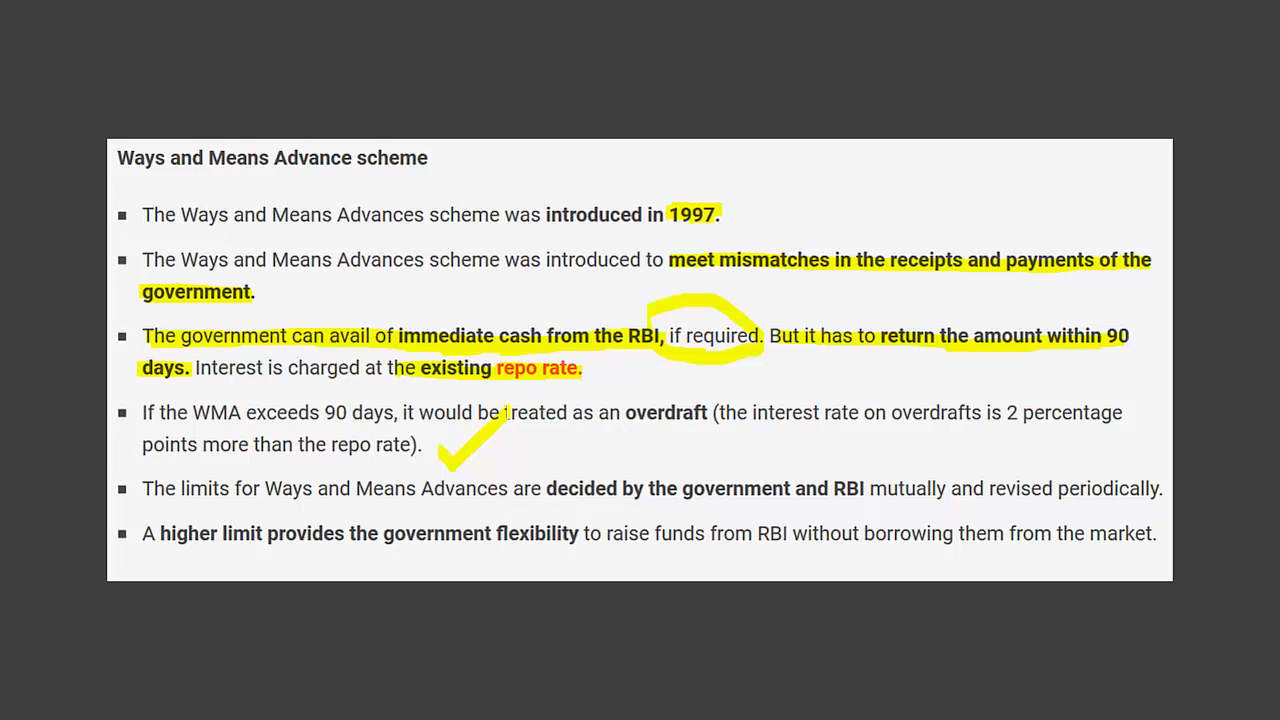 Ways and Means Advance scheme
▪ The Ways and Means Advances scheme was introduced in 1997.
▪ The Ways and Means Advances scheme was introduced to meet mismatches in the receipts and payments of the
government.
▪ The government can avail of immediate cash from the RBI, if required. But it has to return the amount within 90
days. Interest is charged at the existing repo rate.
▪ If the WMA exceeds 90 days, it would be treated as an overdraft (the interest rate on overdrafts is 2 percentage
points more than the repo rate).
▪ The limits for Ways and Means Advances are decided by the government and RBI mutually and revised periodically.
▪ A higher limit provides the government flexibility to raise funds from RBI without borrowing them from the market.